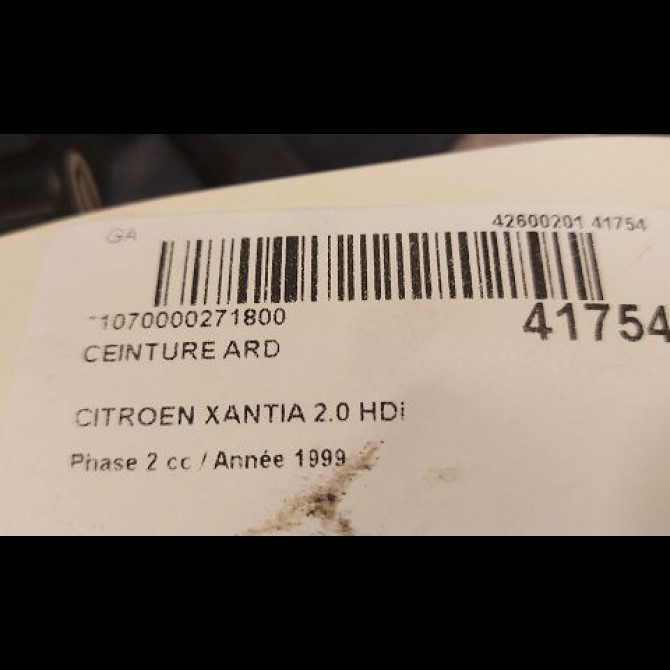 GA 42600201 41754
*1070000271800 41754
CEINTURE ARD
CITROEN XANTIA 2.0 HDi
Phase 2 cc / Année 1999